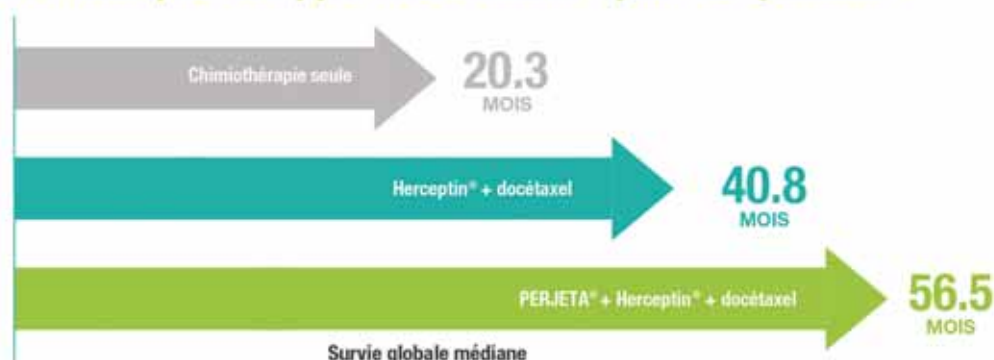 Chimiothérapie seule
20.3
MOIS
Herceptin® + docétaxel
40.8
MOIS
PERJETA® + Herceptin® + docétaxel
56.5
MOIS
Survie globale médiane